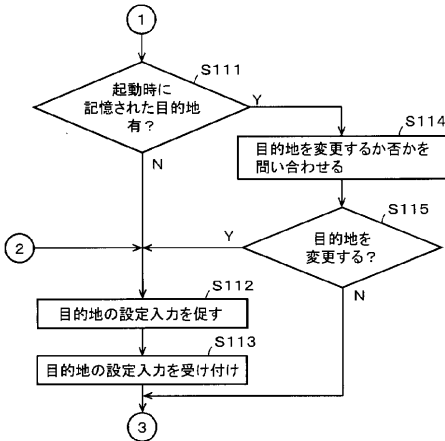 1
S111
起動時に
記憶された目的地
有？
Y
N
S114
目的地を変更するか否かを
問い合わせる
S115
目的地を
変更する？
Y
N
2
S112
目的地の設定入力を促す
S113
目的地の設定入力を受け付け
3